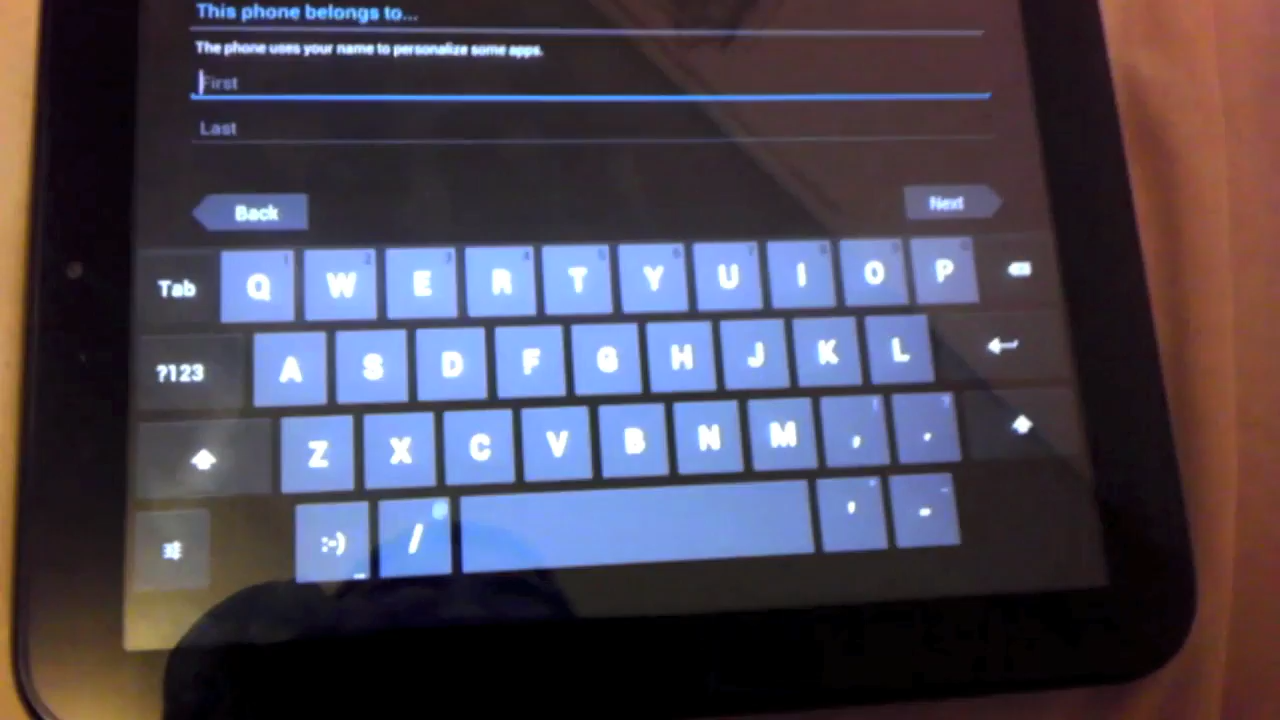 This phone belongs to...
The phone uses your name to personalize some apps.
First
Last
Back
Next
Tab Q W E R T Y U I O P
?123 A S D F G H J K L
Z X C V B N M , .
:-) / ' -